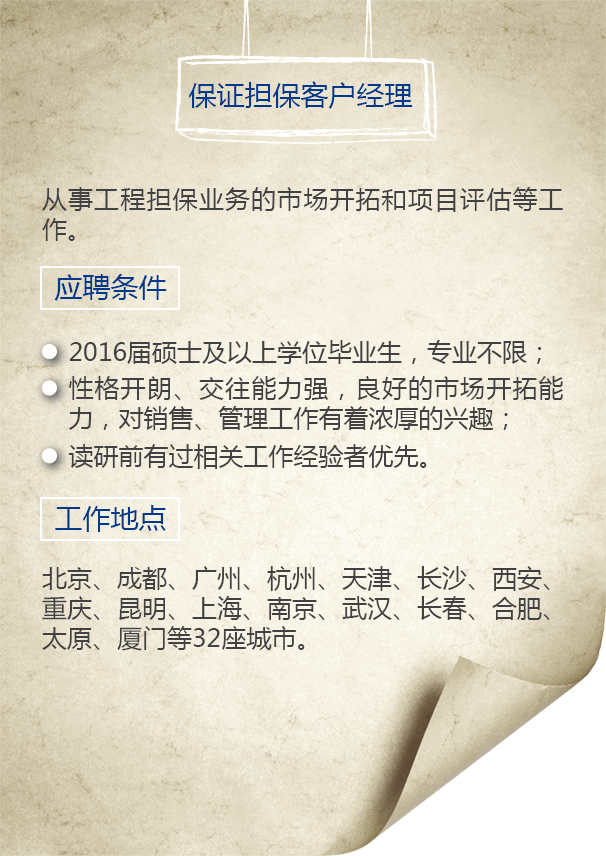 保证担保客户经理
从事工程担保业务的市场开拓和项目评估等工
作。
应聘条件
2016届硕士及以上学位毕业生，专业不限；
性格开朗、交往能力强，良好的市场开拓能
力，对销售、管理工作有着浓厚的兴趣；
读研前有过相关工作经验者优先。
工作地点
北京、成都、广州、杭州、天津、长沙、西安、
重庆、昆明、上海、南京、武汉、长春、合肥、
太原、厦门等32座城市。